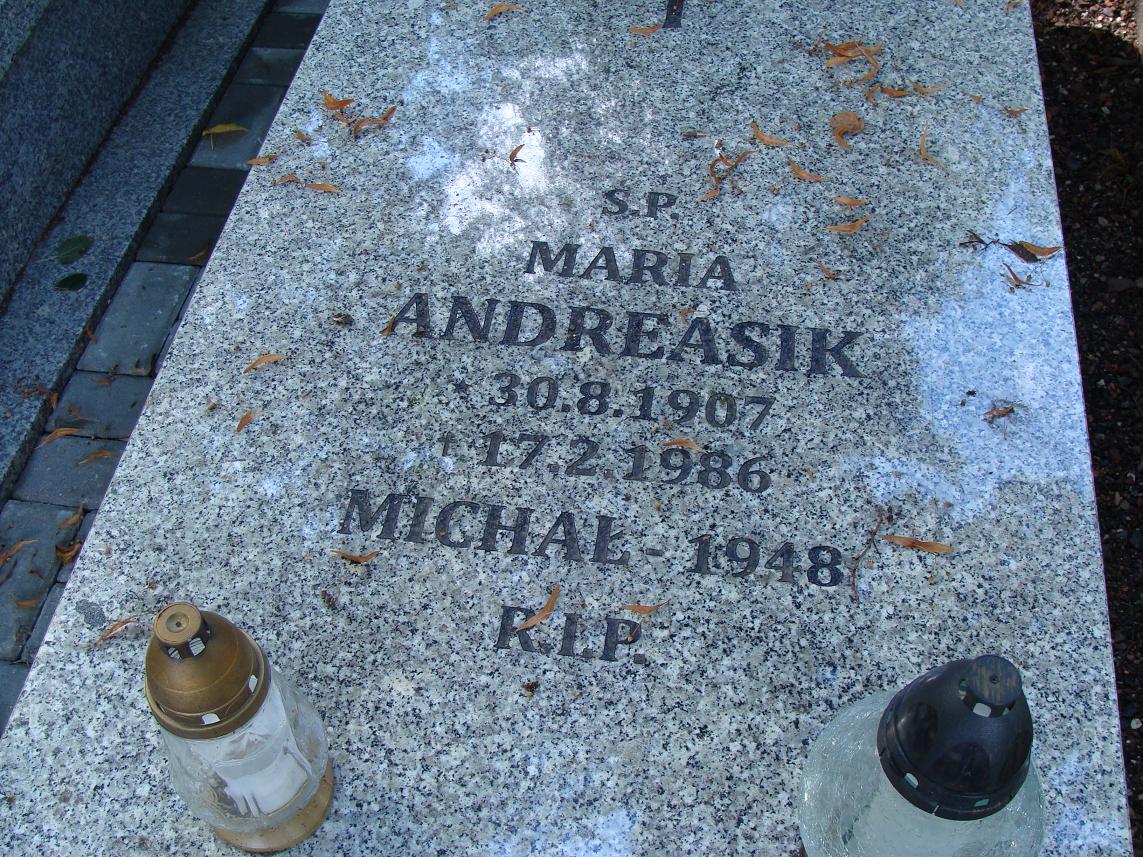 S.P.
MARIA
ANDREASIK
* 30.8.1907
† 17.2.1986
MICHAŁ - 1948
R.I.P.